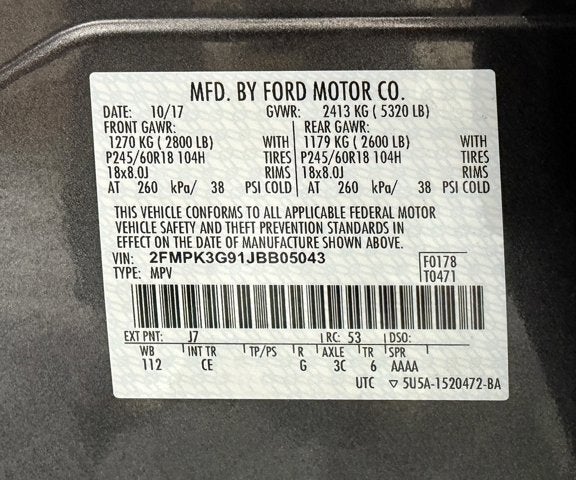 MFD. BY FORD MOTOR CO.
DATE: 10/17 GVWR: 2413 KG ( 5320 LB)
FRONT GAWR: REAR GAWR:
1270 KG ( 2800 LB) WITH 1179 KG ( 2600 LB) WITH
P245/60R18 104H TIRES P245/60R18 104H TIRES
18x8.0J RIMS 18x8.0J RIMS
AT 260 kPa/ 38 PSI COLD AT 260 kPa/ 38 PSI COLD
THIS VEHICLE CONFORMS TO ALL APPLICABLE FEDERAL MOTOR
VEHICLE SAFETY AND THEFT PREVENTION STANDARDS IN
EFFECT ON THE DATE OF MANUFACTURE SHOWN ABOVE.
VIN: 2FMPK3G91JBB05043 F0178
TYPE: MPV T0471
EXT PNT: J7 RC: 53 DSO:
WB INT TR TP/PS R AXLE TR SPR
112 CE G 3C 6 AAAA
UTC ▽ 5U5A-1520472-BA